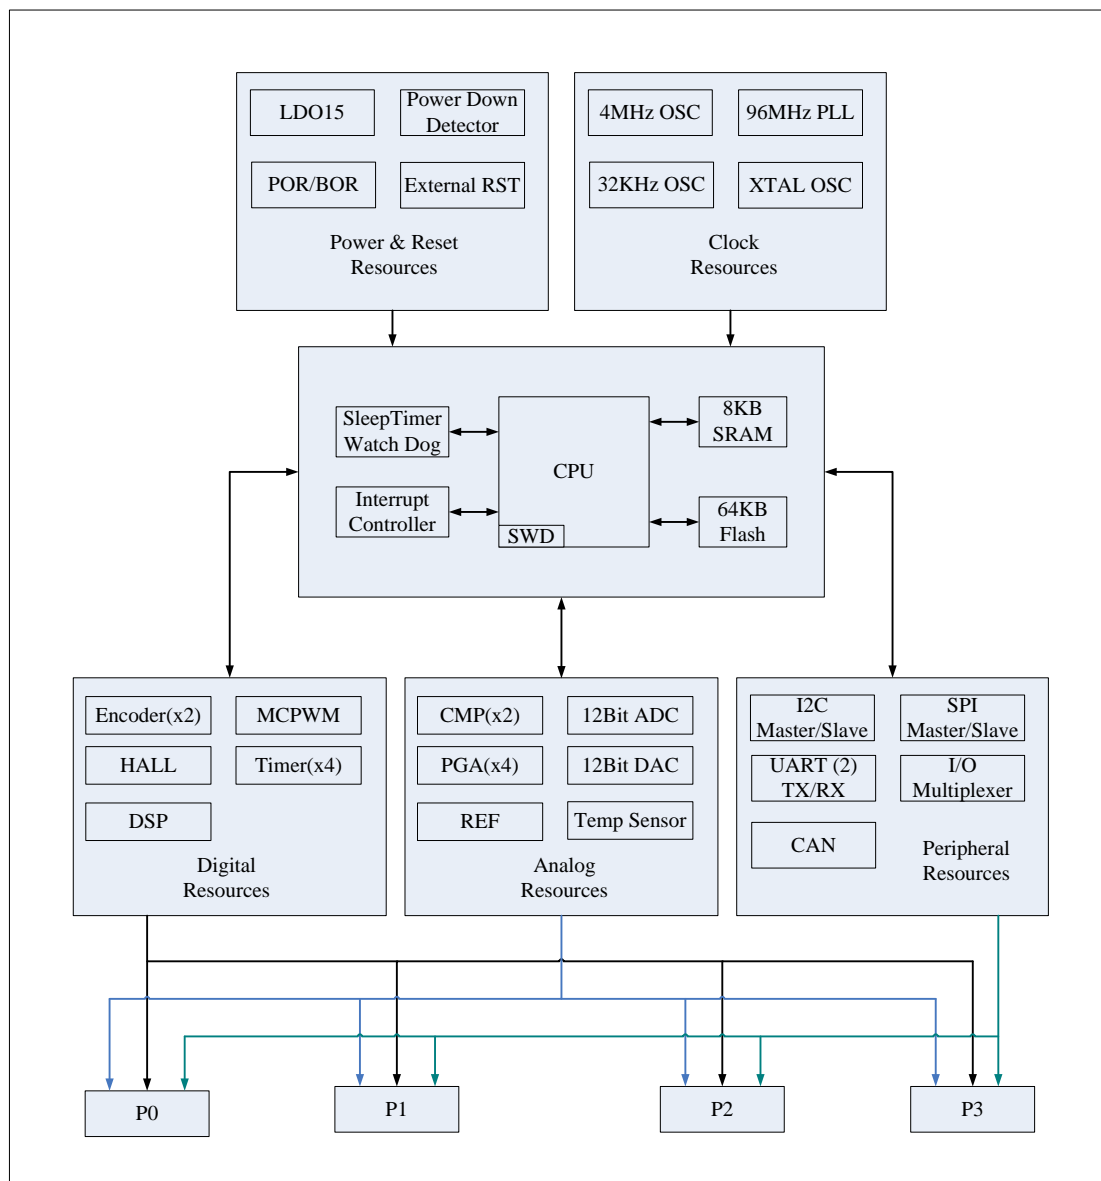 LDO15
Power Down
Detector
POR/BOR
External RST
Power & Reset
Resources
4MHz OSC
96MHz PLL
32KHz OSC
XTAL OSC
Clock
Resources
SleepTimer
Watch Dog
Interrupt
Controller
CPU
SWD
8KB
SRAM
64KB
Flash
Encoder(x2)
MCPWM
HALL
Timer(x4)
DSP
Digital
Resources
CMP(x2)
12Bit ADC
PGA(x4)
12Bit DAC
REF
Temp Sensor
Analog
Resources
I2C
Master/Slave
SPI
Master/Slave
UART (2)
TX/RX
I/O
Multiplexer
CAN
Peripheral
Resources
P0
P1
P2
P3